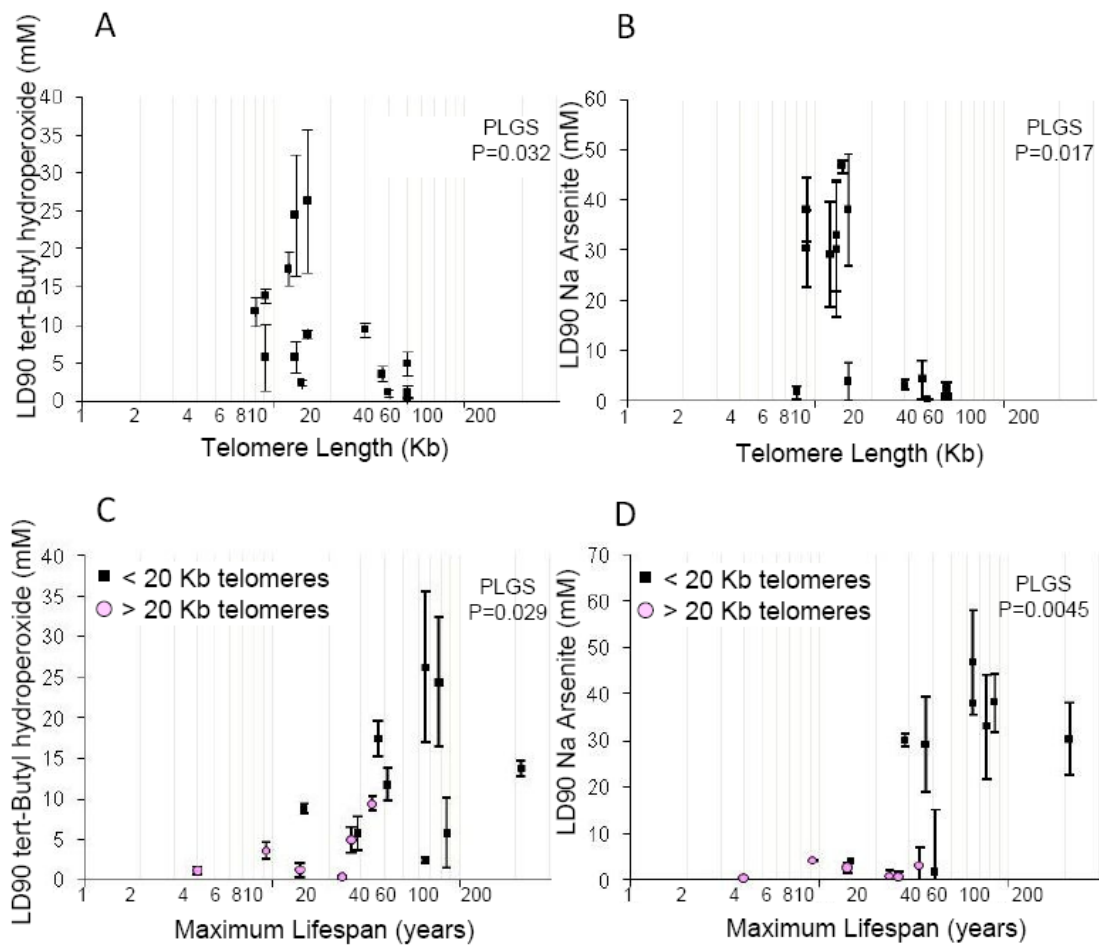 A
LD90 tert-Butyl hydroperoxide (mM)
40
35
30
25
20
15
10
5
0
PLGS
P=0.032
1 2 4 6 8 10 20 40 60 100 200
Telomere Length (Kb)
B
LD90 Na Arsenite (mM)
60
50
40
30
20
10
0
PLGS
P=0.017
1 2 4 6 8 10 20 40 60 100 200
Telomere Length (Kb)
C
LD90 tert-Butyl hydroperoxide (mM)
40
35
30
25
20
15
10
5
0
< 20 Kb telomeres
> 20 Kb telomeres
PLGS
P=0.029
1 2 4 6 8 10 20 40 60 100 200
Maximum Lifespan (years)
D
LD90 Na Arsenite (mM)
70
60
50
40
30
20
10
0
< 20 Kb telomeres
> 20 Kb telomeres
PLGS
P=0.0045
1 2 4 6 8 10 20 40 60 100 200
Maximum Lifespan (years)